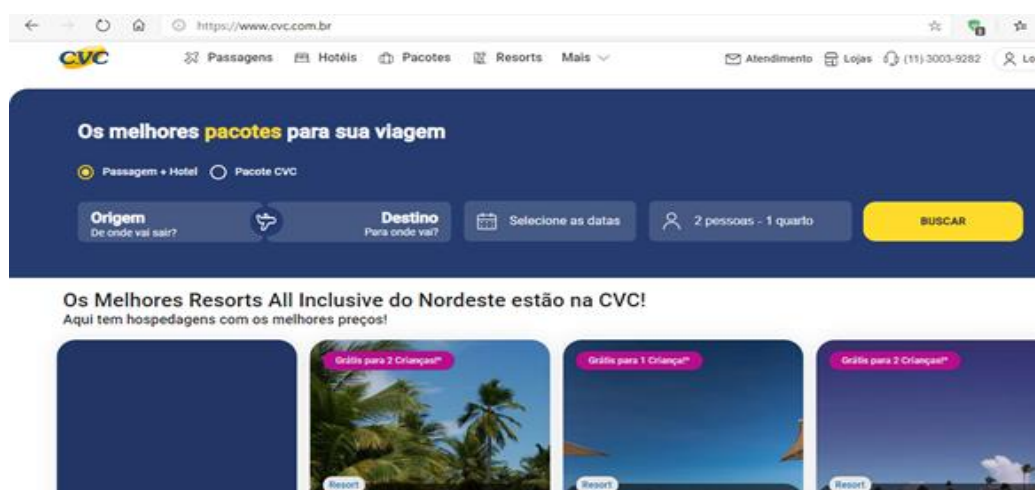 https://www.cvc.com.br
CVC Passagens Hotéis Pacotes Resorts Mais Atendimento Lojas (11) 3003-9282 Lo
Os melhores pacotes para sua viagem
Passagem + Hotel Pacote CVC
Origem Destino Selecione as datas 2 pessoas - 1 quarto BUSCAR
De onde vai sair? Para onde vai?
Os Melhores Resorts All Inclusive do Nordeste estão na CVC!
Aqui tem hospedagens com os melhores preços!
Grátis para 2 Crianças!* Grátis para 1 Criança!* Grátis para 2 Crianças!*
Resort Resort Resort